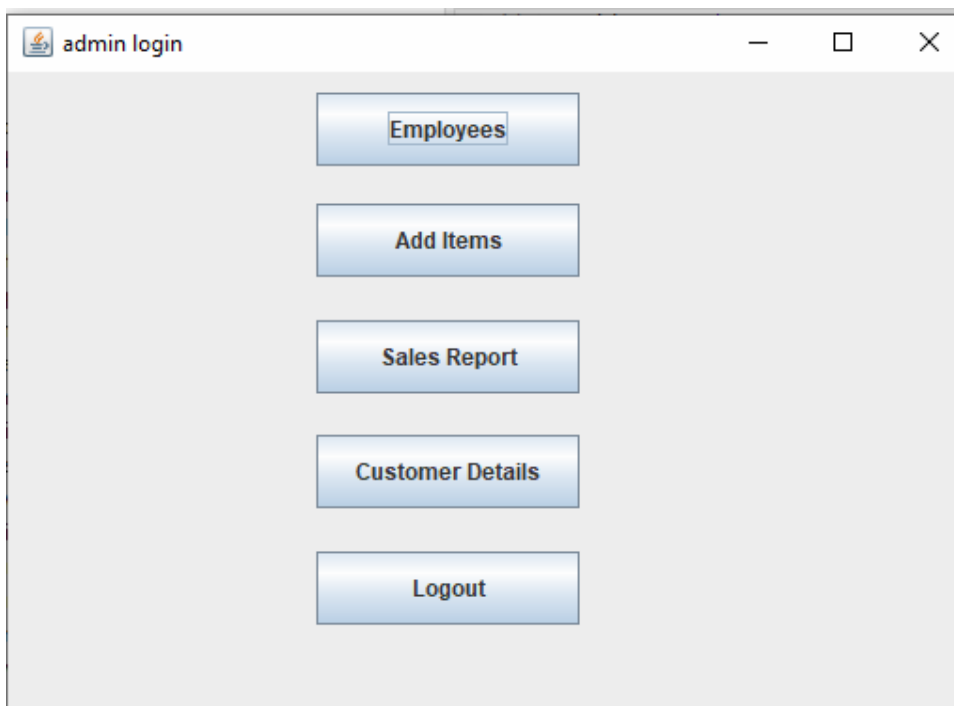 admin login
Employees
Add Items
Sales Report
Customer Details
Logout